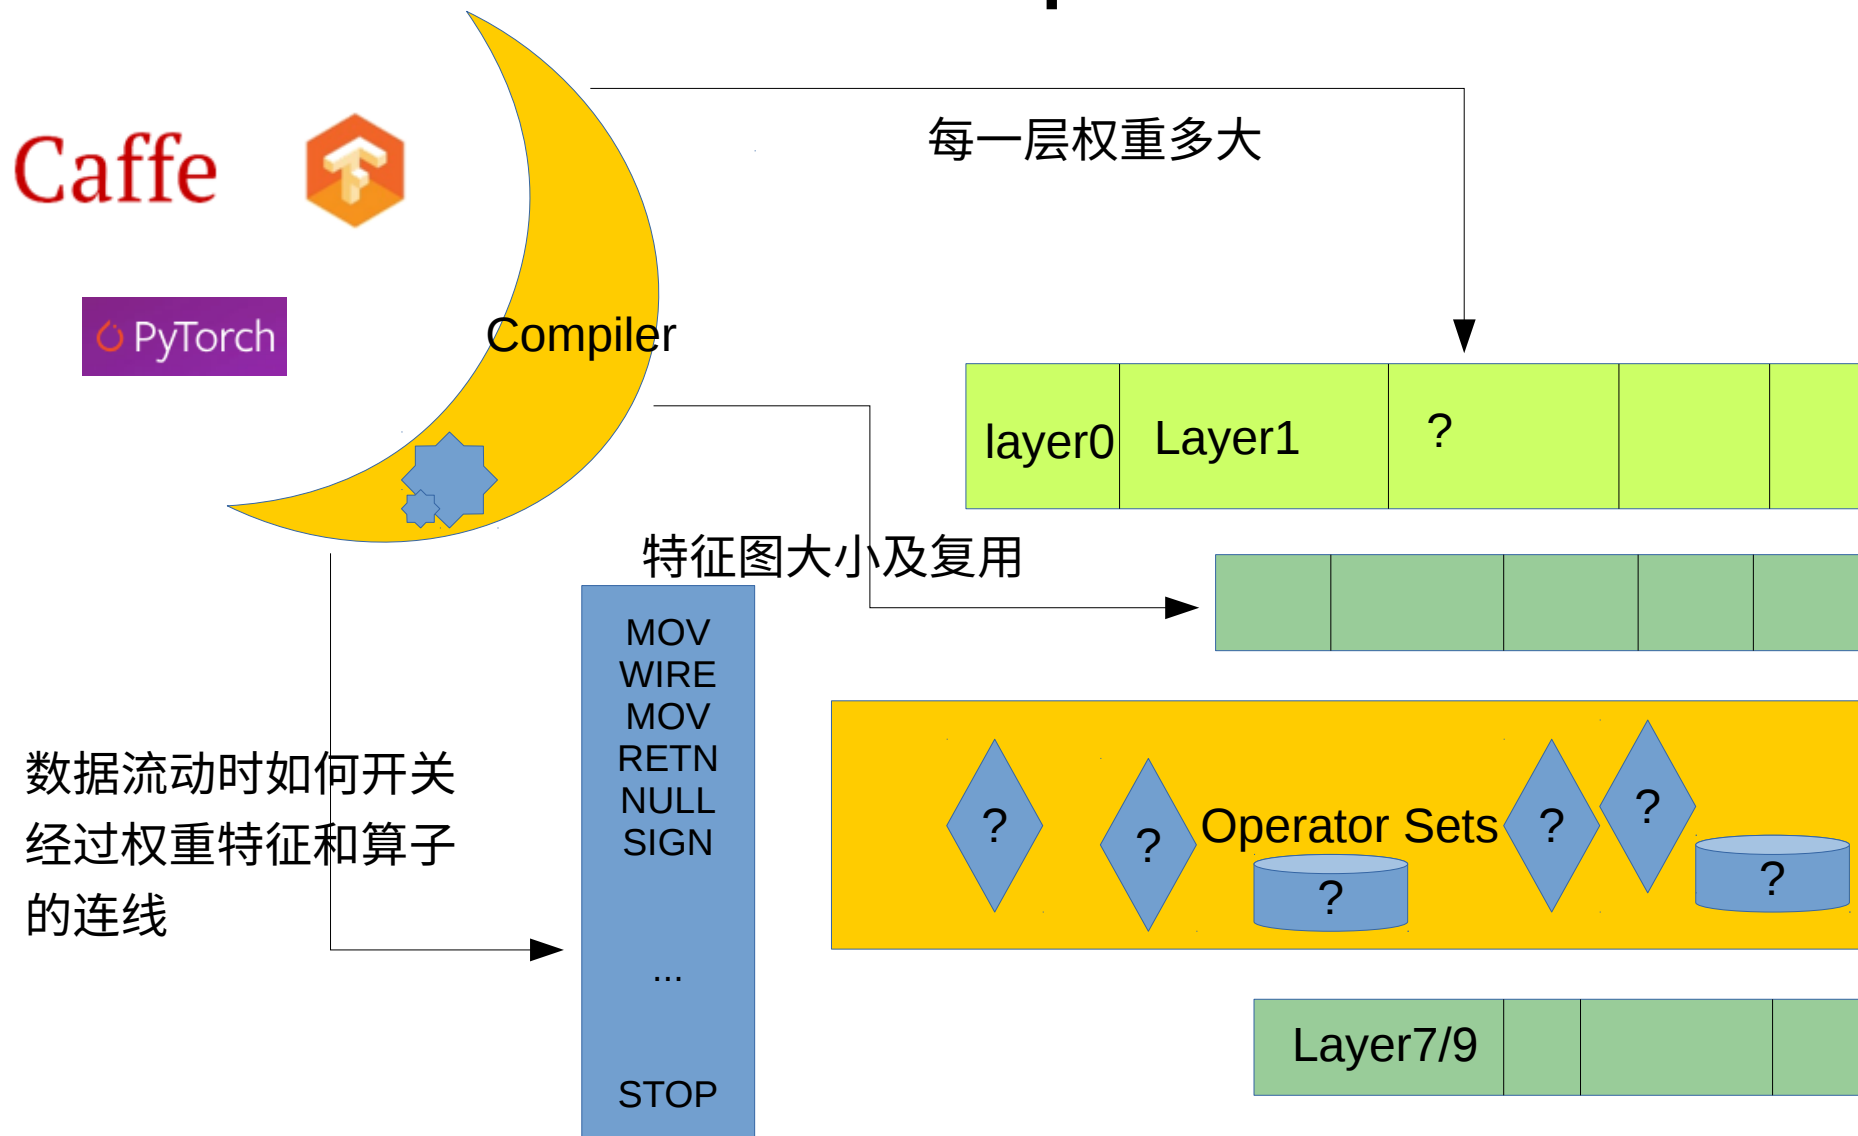 每一层权重多大
Caffe
PyTorch
Compiler
layer0
Layer1
?
特征图大小及复用
MOV
WIRE
MOV
RETN
NULL
SIGN
...
STOP
数据流动时如何开关
经过权重特征和算子
的连线
?
?
Operator Sets
?
?
?
?
Layer7/9